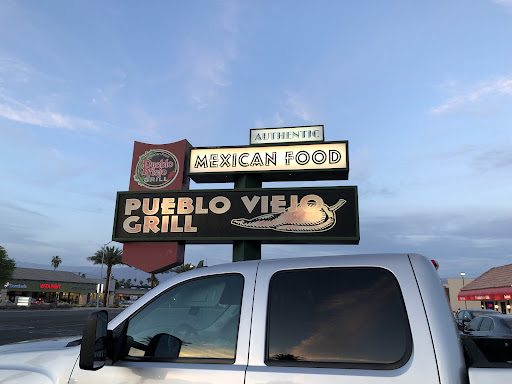 AUTHENTIC
MEXICAN FOOD
Pueblo
Viejo
GRILL
PUEBLO VIEJO
GRILL